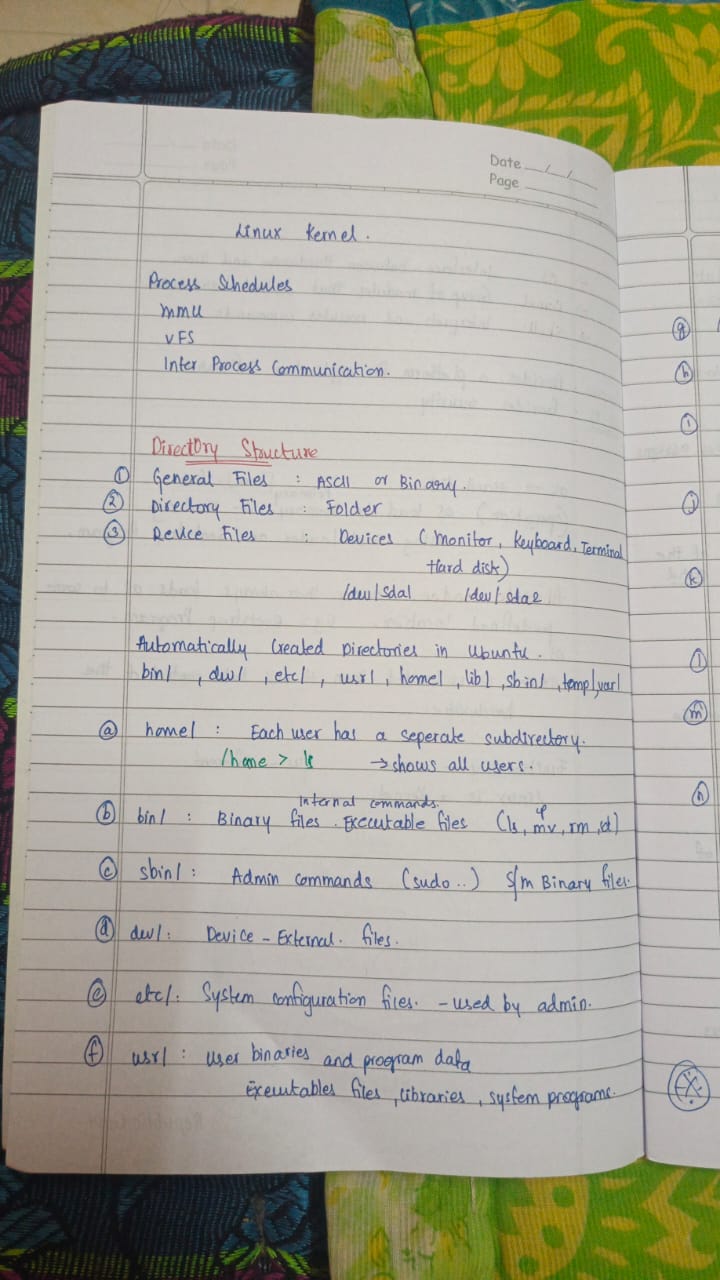 Date __/__/__
Page
Linux Kernel.
Process Schedules
MMU
VFS
Inter Process Communication.
Directory Structure
① General Files : ASCII or Binary.
② Directory Files : Folder
③ Device Files : Devices (Monitor, Keyboard, Terminal
Hard disk)
/dev/sda1 /dev/sda2
Automatically Created Directories in Ubuntu.
bin/ , dev/ , etc/ , usr/ , home/ , lib/ , sbin/ , temp/var/
ⓐ home/ : Each user has a seperate subdirectory.
/home > ls → shows all users.
Internal commands.
ⓑ bin/ : Binary files . Executable files (ls, mv, rm, cd)
cp
ⓒ sbin/ : Admin commands (sudo..) S/m Binary files.
ⓓ dev/ : Device - External. files.
ⓔ etc/ : System configuration files. - used by admin.
ⓕ usr/ : user binaries and program data
Executables files , libraries , system programs.
ⓖ
ⓗ
ⓘ
ⓙ
ⓚ
ⓛ
ⓜ
ⓝ